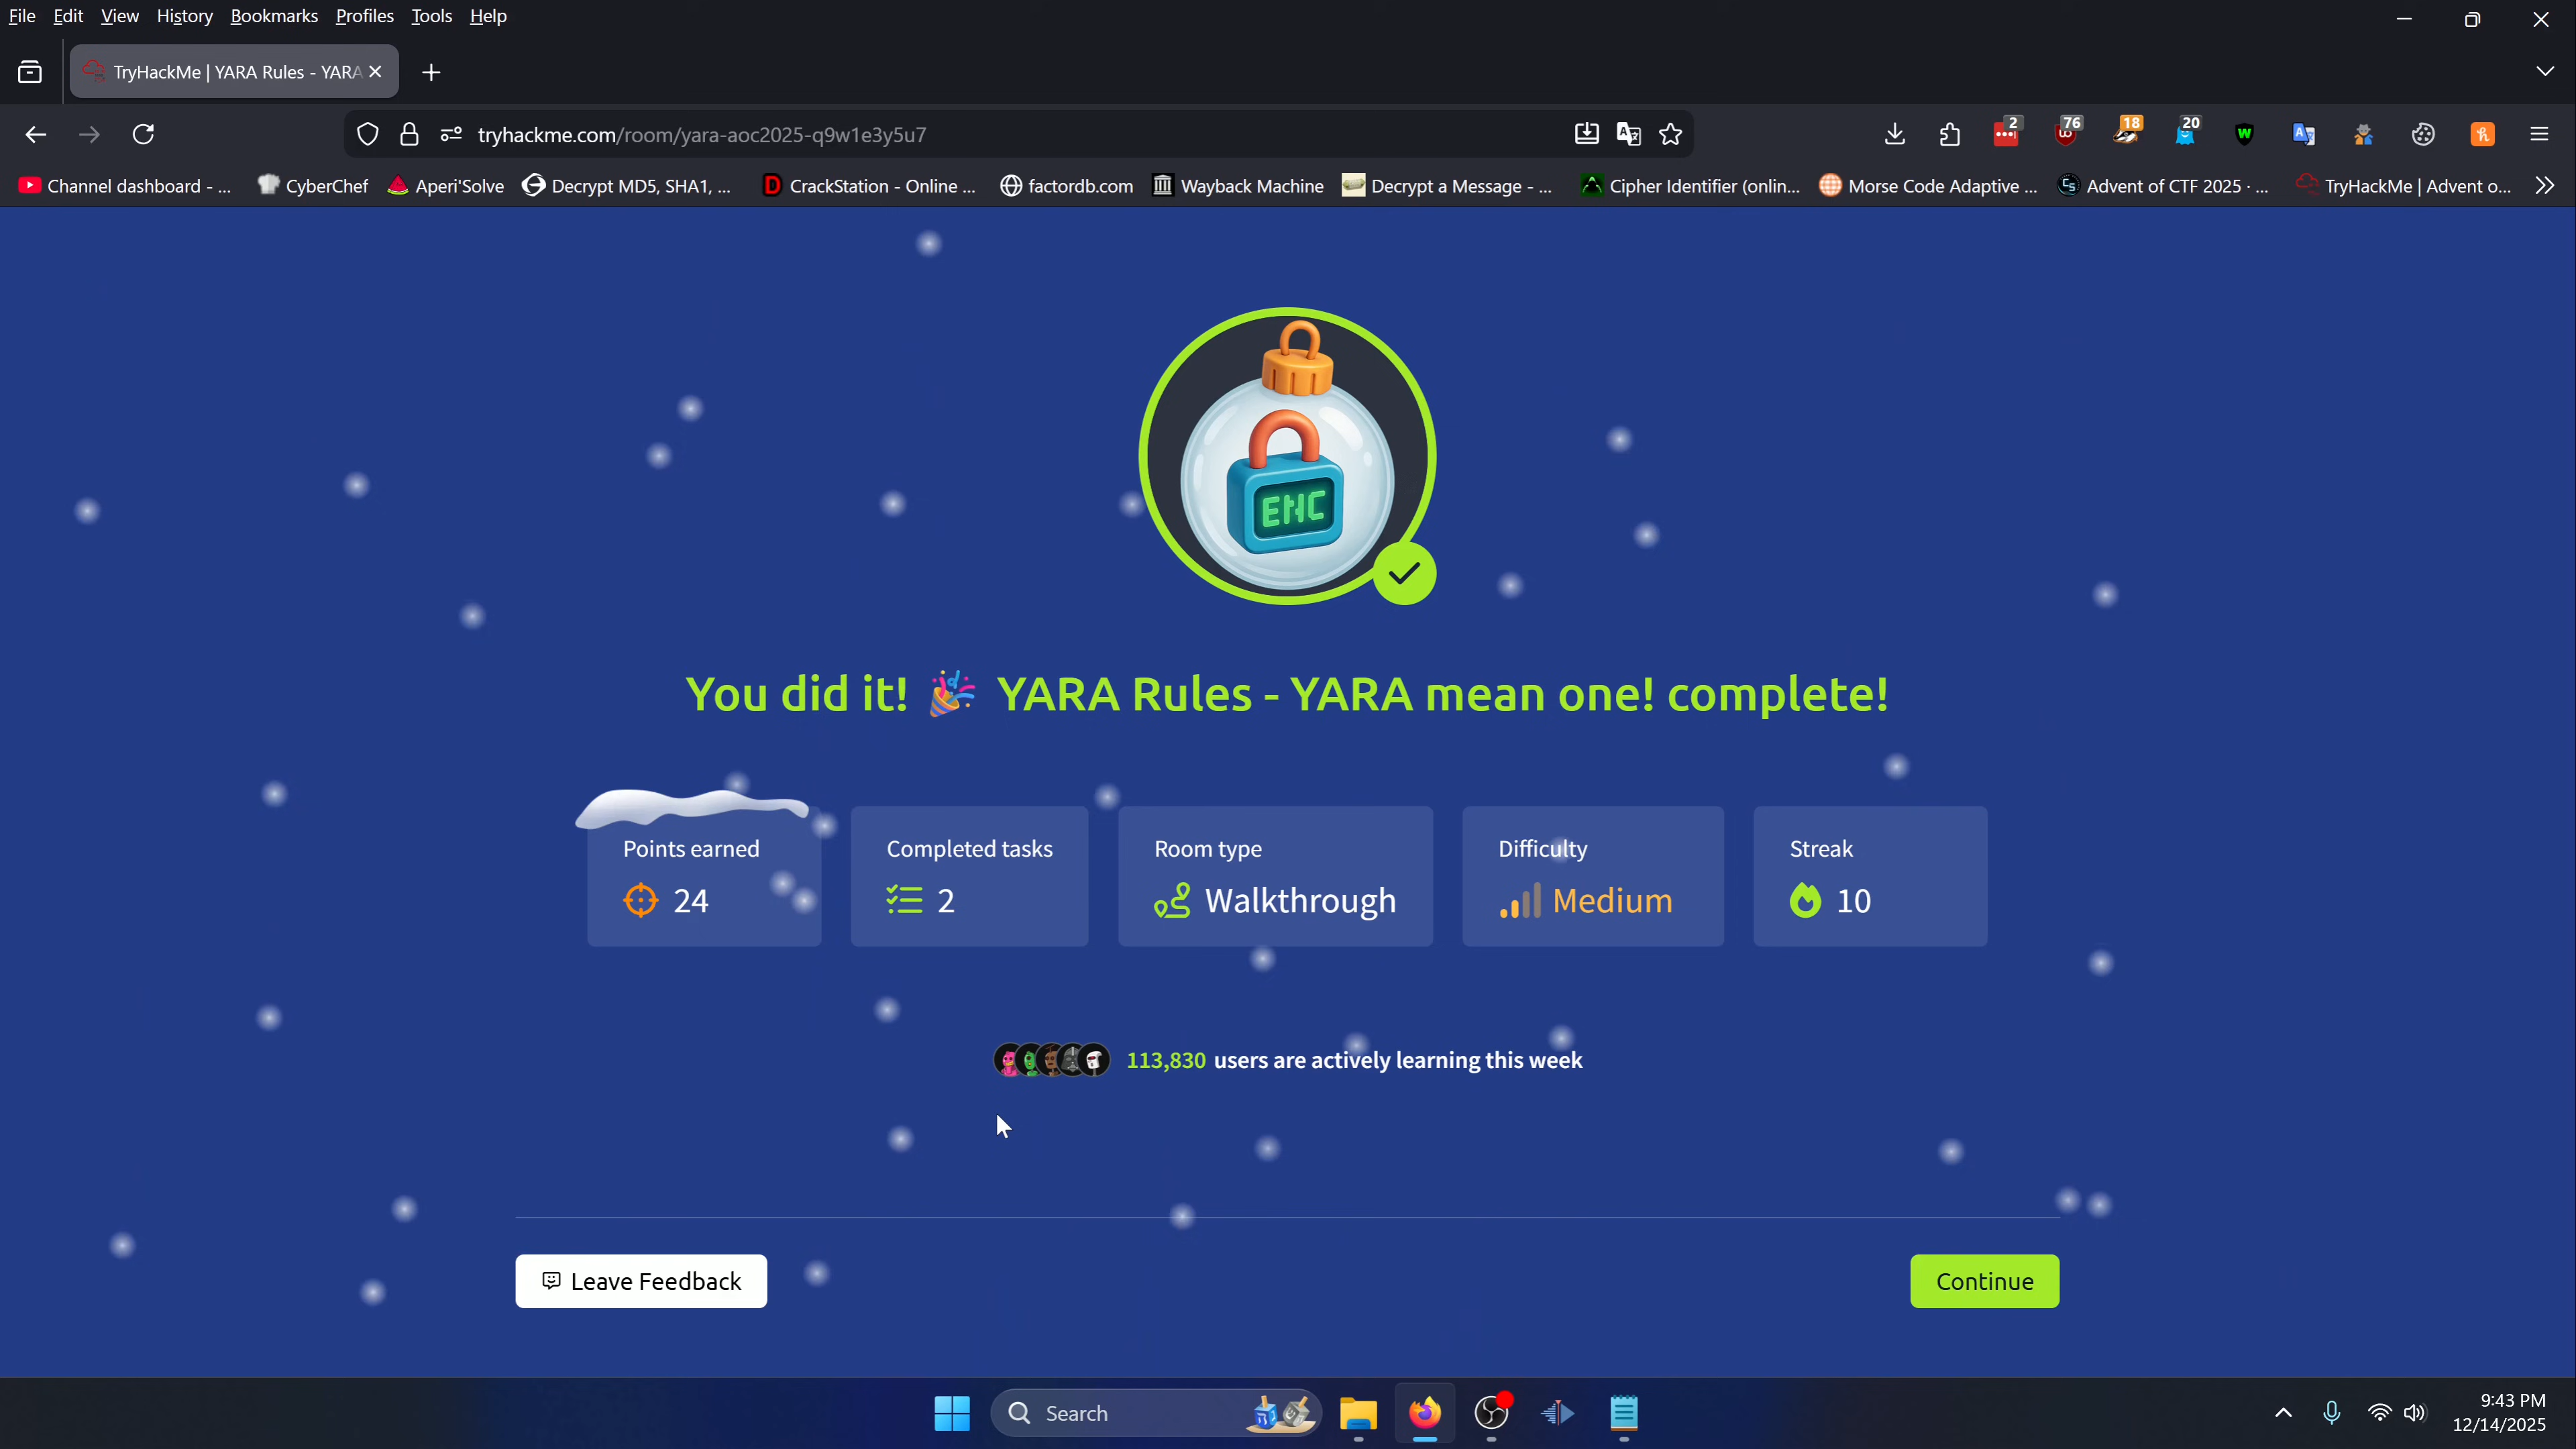 File Edit View History Bookmarks Profiles Tools Help
TryHackMe | YARA Rules - YARA
tryhackme.com/room/yara-aoc2025-q9w1e3y5u7
2 76 18 20
Channel dashboard - ... CyberChef Aperi'Solve Decrypt MD5, SHA1, ... CrackStation - Online ... factordb.com Wayback Machine Decrypt a Message - ... Cipher Identifier (onlin... Morse Code Adaptive ... Advent of CTF 2025 · ... TryHackMe | Advent o...
ENC
You did it! 🎉 YARA Rules - YARA mean one! complete!
Points earned Completed tasks Room type Difficulty Streak
24 2 Walkthrough Medium 10
113,830 users are actively learning this week
Leave Feedback Continue
Search
9:43 PM
12/14/2025